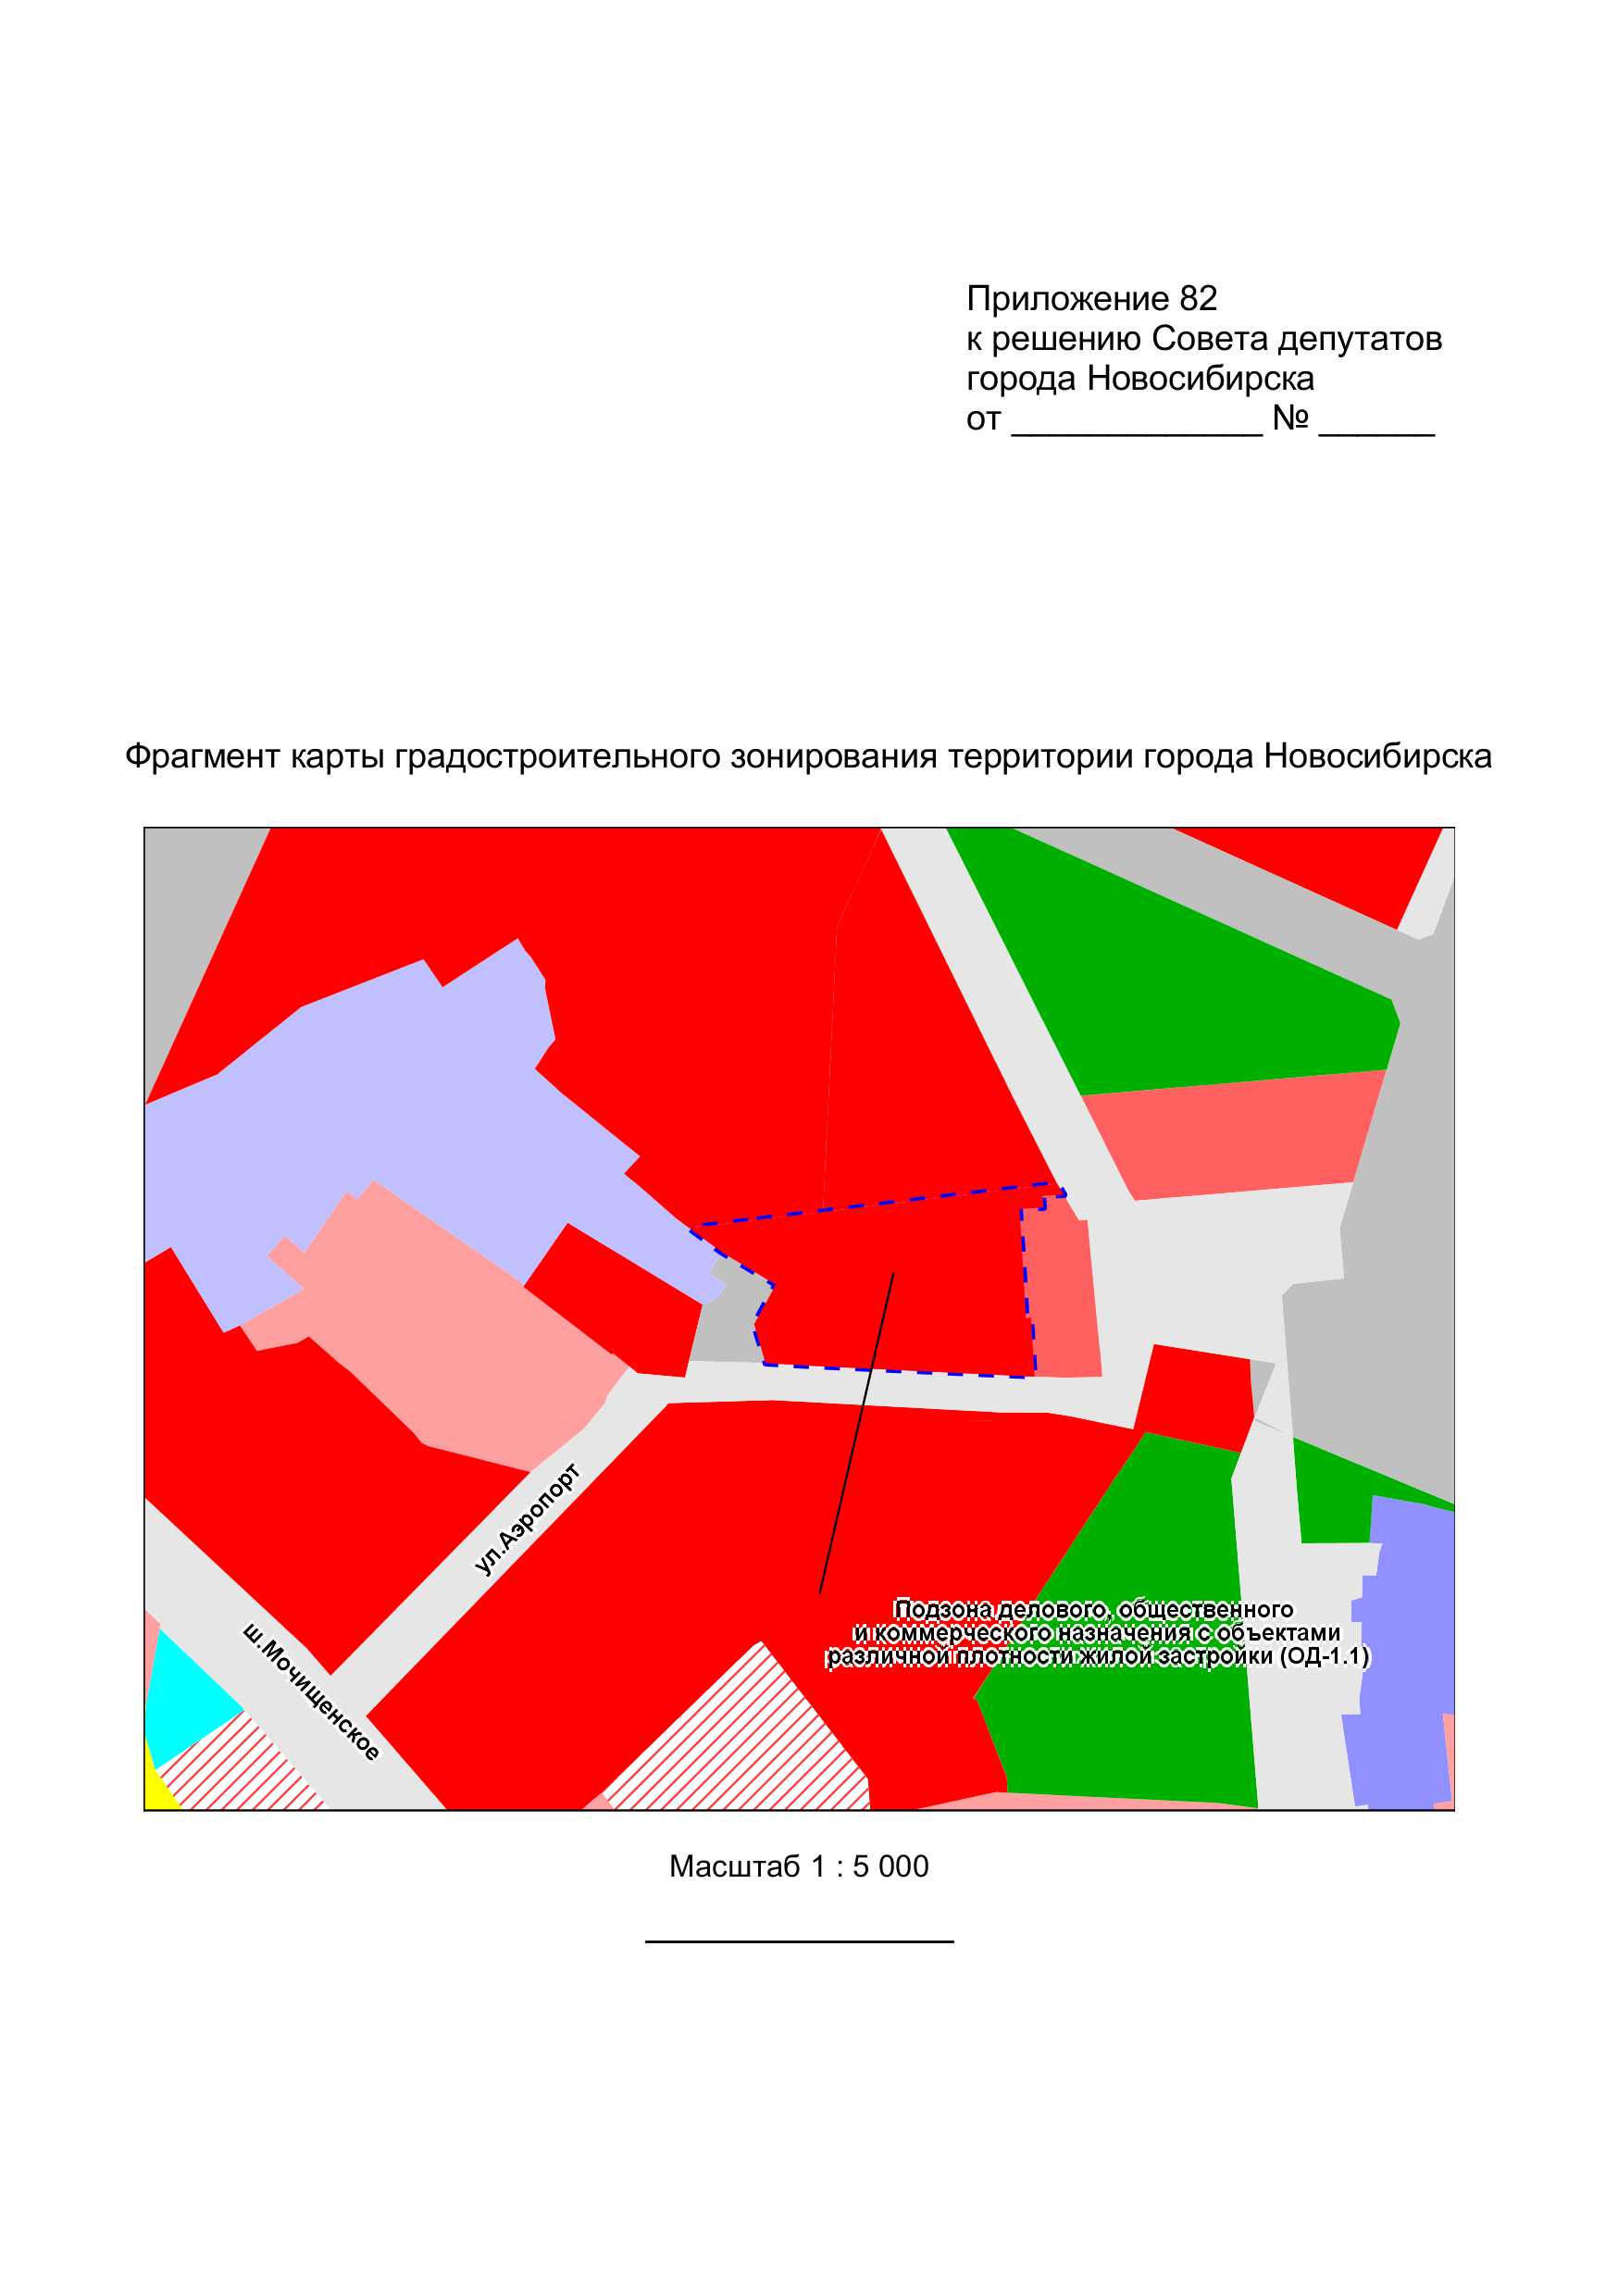 Приложение 82
к решению Совета депутатов
города Новосибирска
от _____________ № ______
Фрагмент карты градостроительного зонирования территории города Новосибирска
ул.Аэропорт
Подзона делового, общественного
и коммерческого назначения с объектами
различной плотности жилой застройки (ОД-1.1)
ш.Мочищенское
Масштаб 1 : 5 000